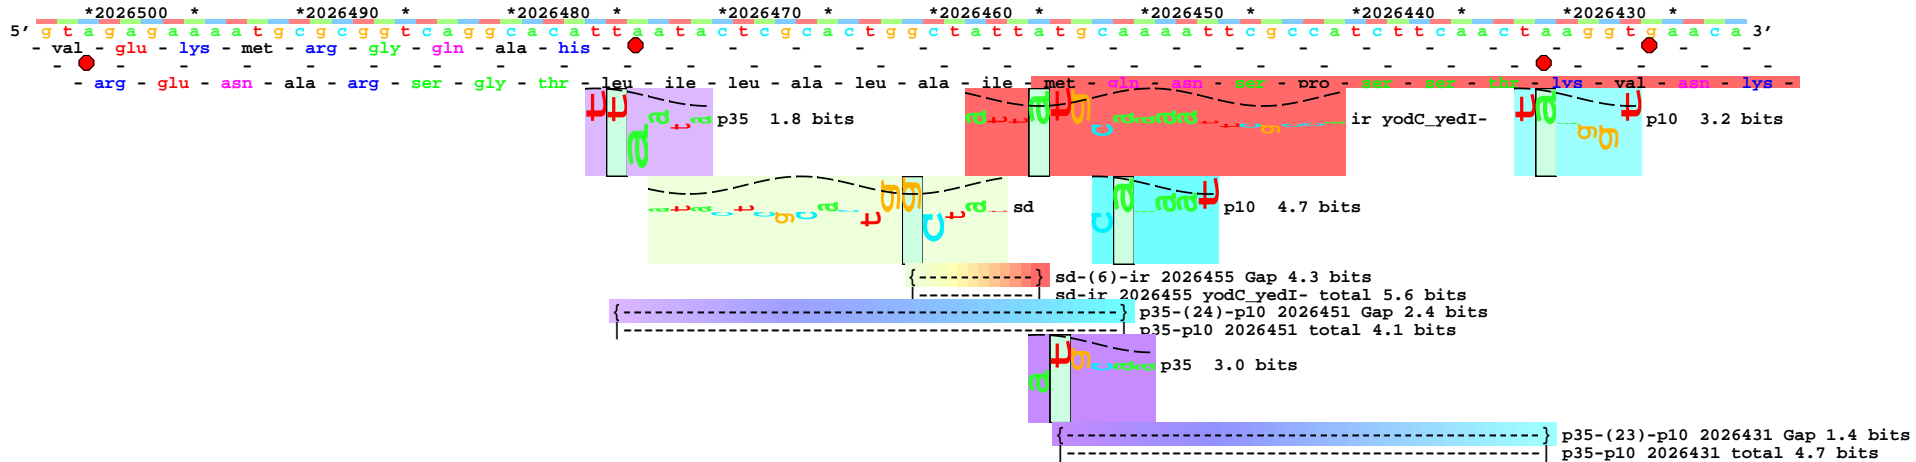 *2026500 * *2026490 * *2026480 * *2026470 * *2026460 * *2026450 * *2026440 * *2026430 *
5' g t a g a g a a a a t g c g c g g t c a g g c a c a t t a a t a c t c g c a c t g g c t a t t a t g c a a a a t t c g c c a t c t t c a a c t a a g g t g a a c a 3'
- val - glu - lys - met - arg - gly - gln - ala - his -
- arg - glu - asn - ala - arg - ser - gly - thr - leu - ile - leu - ala - leu - ala - ile - met - gln - asn - ser - pro - ser - ser - thr - lys - val - asn - lys -
p35 1.8 bits
ir yodC_yedI-
p10 3.2 bits
sd
p10 4.7 bits
sd-(6)-ir 2026455 Gap 4.3 bits
sd-ir 2026455 yodC_yedI- total 5.6 bits
p35-(24)-p10 2026451 Gap 2.4 bits
p35-p10 2026451 total 4.1 bits
p35 3.0 bits
p35-(23)-p10 2026431 Gap 1.4 bits
p35-p10 2026431 total 4.7 bits